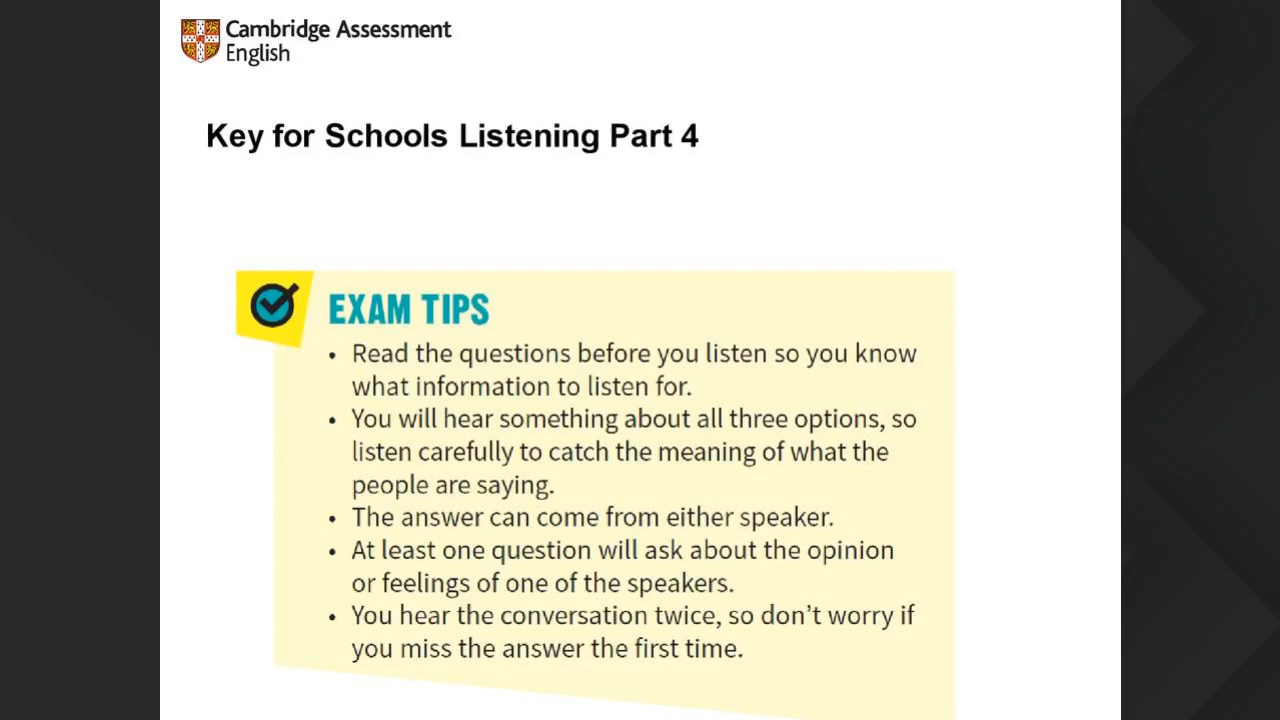 Cambridge Assessment
English
Key for Schools Listening Part 4
EXAM TIPS
• Read the questions before you listen so you know
what information to listen for.
• You will hear something about all three options, so
listen carefully to catch the meaning of what the
people are saying.
• The answer can come from either speaker.
• At least one question will ask about the opinion
or feelings of one of the speakers.
• You hear the conversation twice, so don’t worry if
you miss the answer the first time.